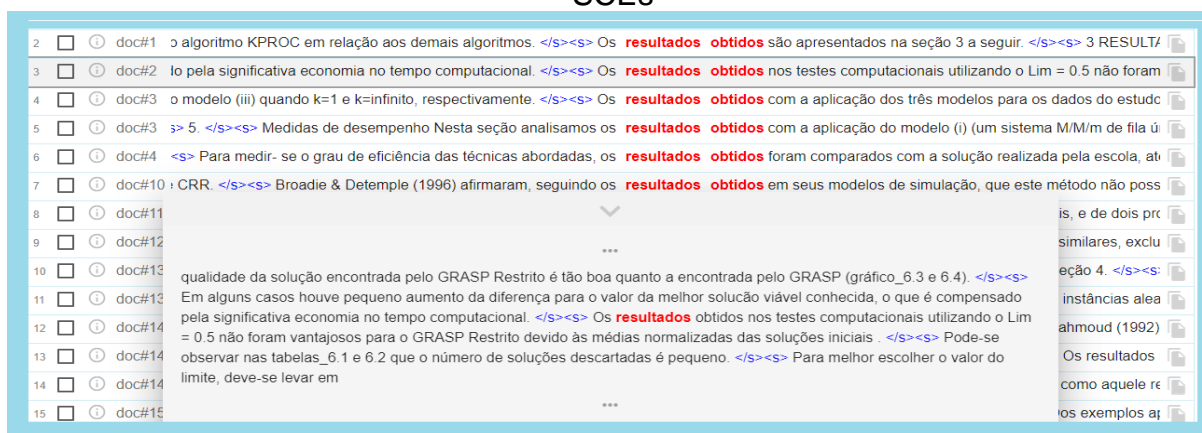 2 doc#1 o algoritmo KPROC em relação aos demais algoritmos. </s><s> Os resultados obtidos são apresentados na seção 3 a seguir. </s><s> 3 RESULTA
3 doc#2 do pela significativa economia no tempo computacional. </s><s> Os resultados obtidos nos testes computacionais utilizando o Lim = 0.5 não foram
4 doc#3 o modelo (iii) quando k=1 e k=infinito, respectivamente. </s><s> Os resultados obtidos com a aplicação dos três modelos para os dados do estudo
5 doc#3 s> 5. </s><s> Medidas de desempenho Nesta seção analisamos os resultados obtidos com a aplicação do modelo (i) (um sistema M/M/m de fila ú
6 doc#4 <s> Para medir- se o grau de eficiência das técnicas abordadas, os resultados obtidos foram comparados com a solução realizada pela escola, at
7 doc#10 e CRR. </s><s> Broadie & Detemple (1996) afirmaram, seguindo os resultados obtidos em seus modelos de simulação, que este método não poss
8 doc#11 is, e de dois pro
9 doc#12 similares, exclu
10 doc#13 eção 4. </s><s>
11 doc#13 instâncias alea
12 doc#14 ahmoud (1992)
13 doc#14 Os resultados
14 doc#14 como aquele re
15 doc#15 os exemplos ap
...
qualidade da solução encontrada pelo GRASP Restrito é tão boa quanto a encontrada pelo GRASP (gráfico_6.3 e 6.4). </s><s>
Em alguns casos houve pequeno aumento da diferença para o valor da melhor solucão viável conhecida, o que é compensado
pela significativa economia no tempo computacional. </s><s> Os resultados obtidos nos testes computacionais utilizando o Lim
= 0.5 não foram vantajosos para o GRASP Restrito devido às médias normalizadas das soluções iniciais . </s><s> Pode-se
observar nas tabelas_6.1 e 6.2 que o número de soluções descartadas é pequeno. </s><s> Para melhor escolher o valor do
limite, deve-se levar em
...